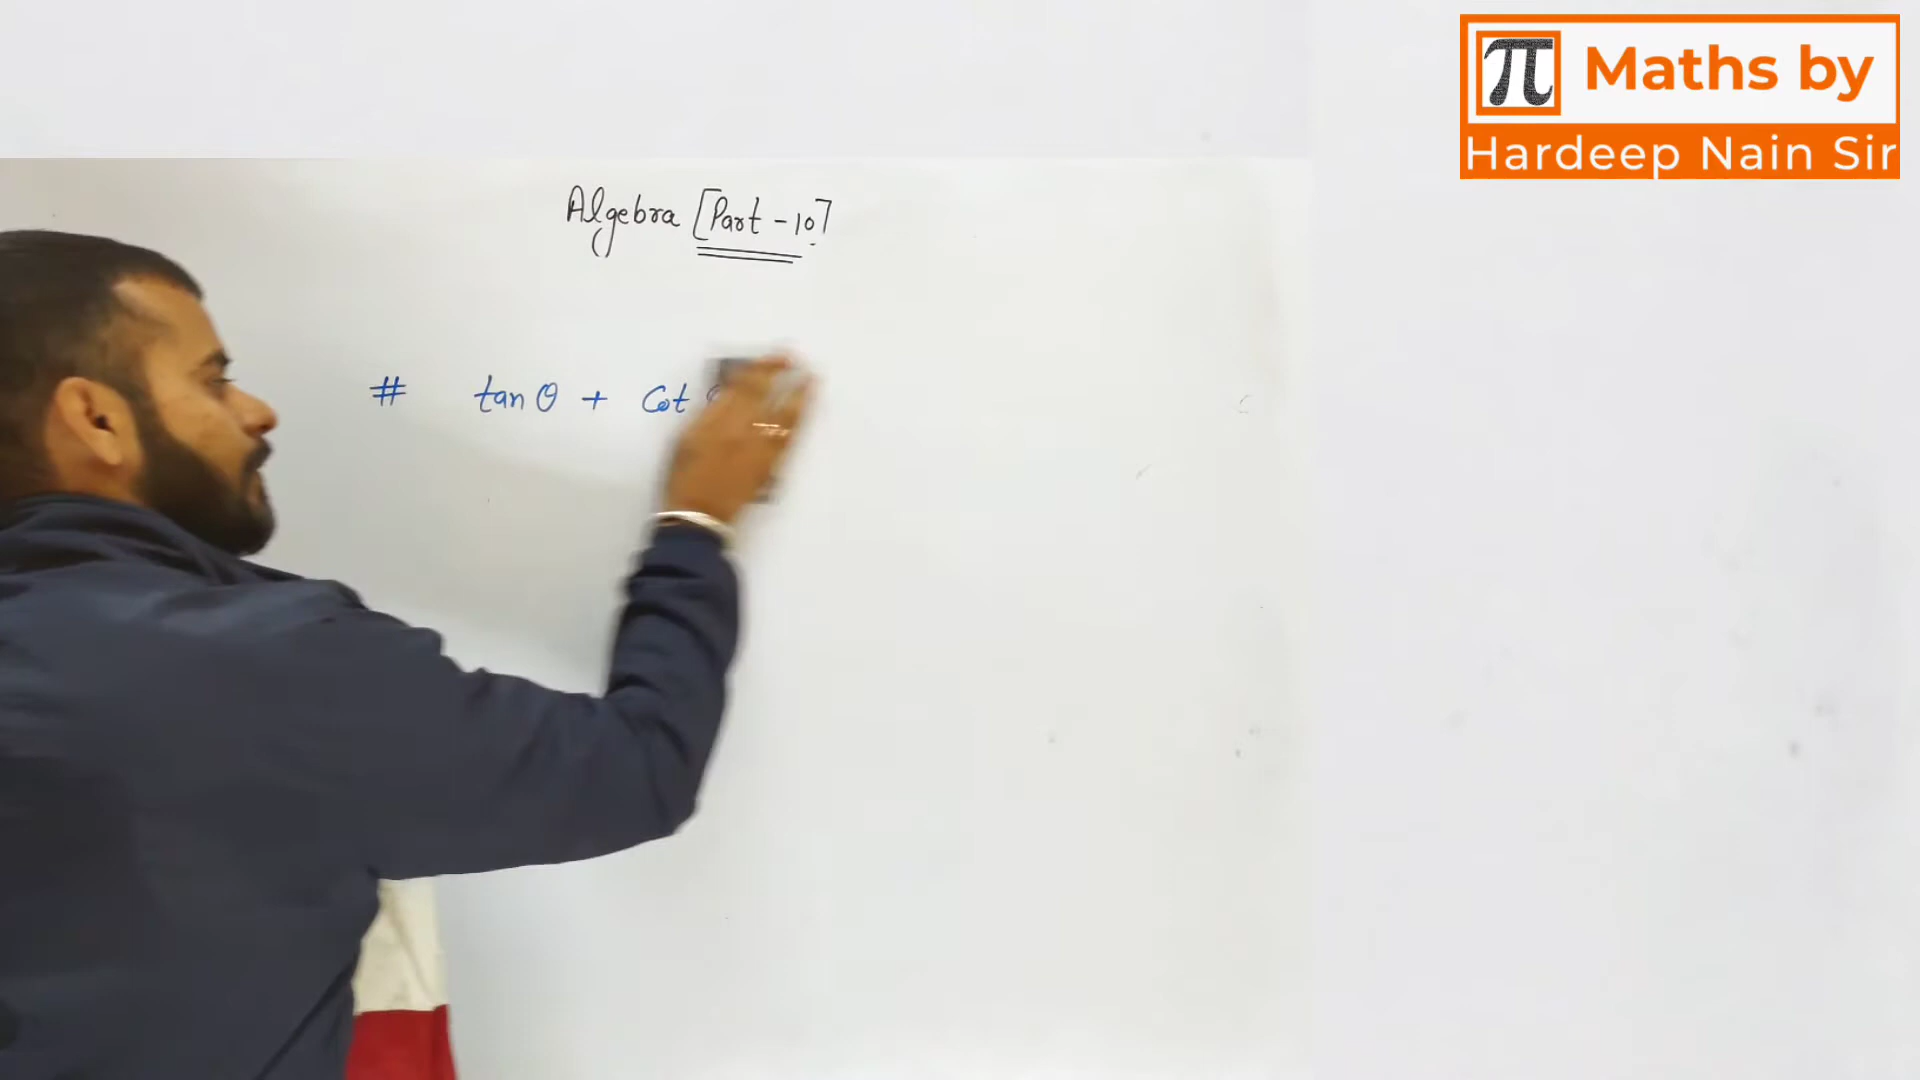 π Maths by
Hardeep Nain Sir
Algebra [Part - 10]
# tan θ + Cot